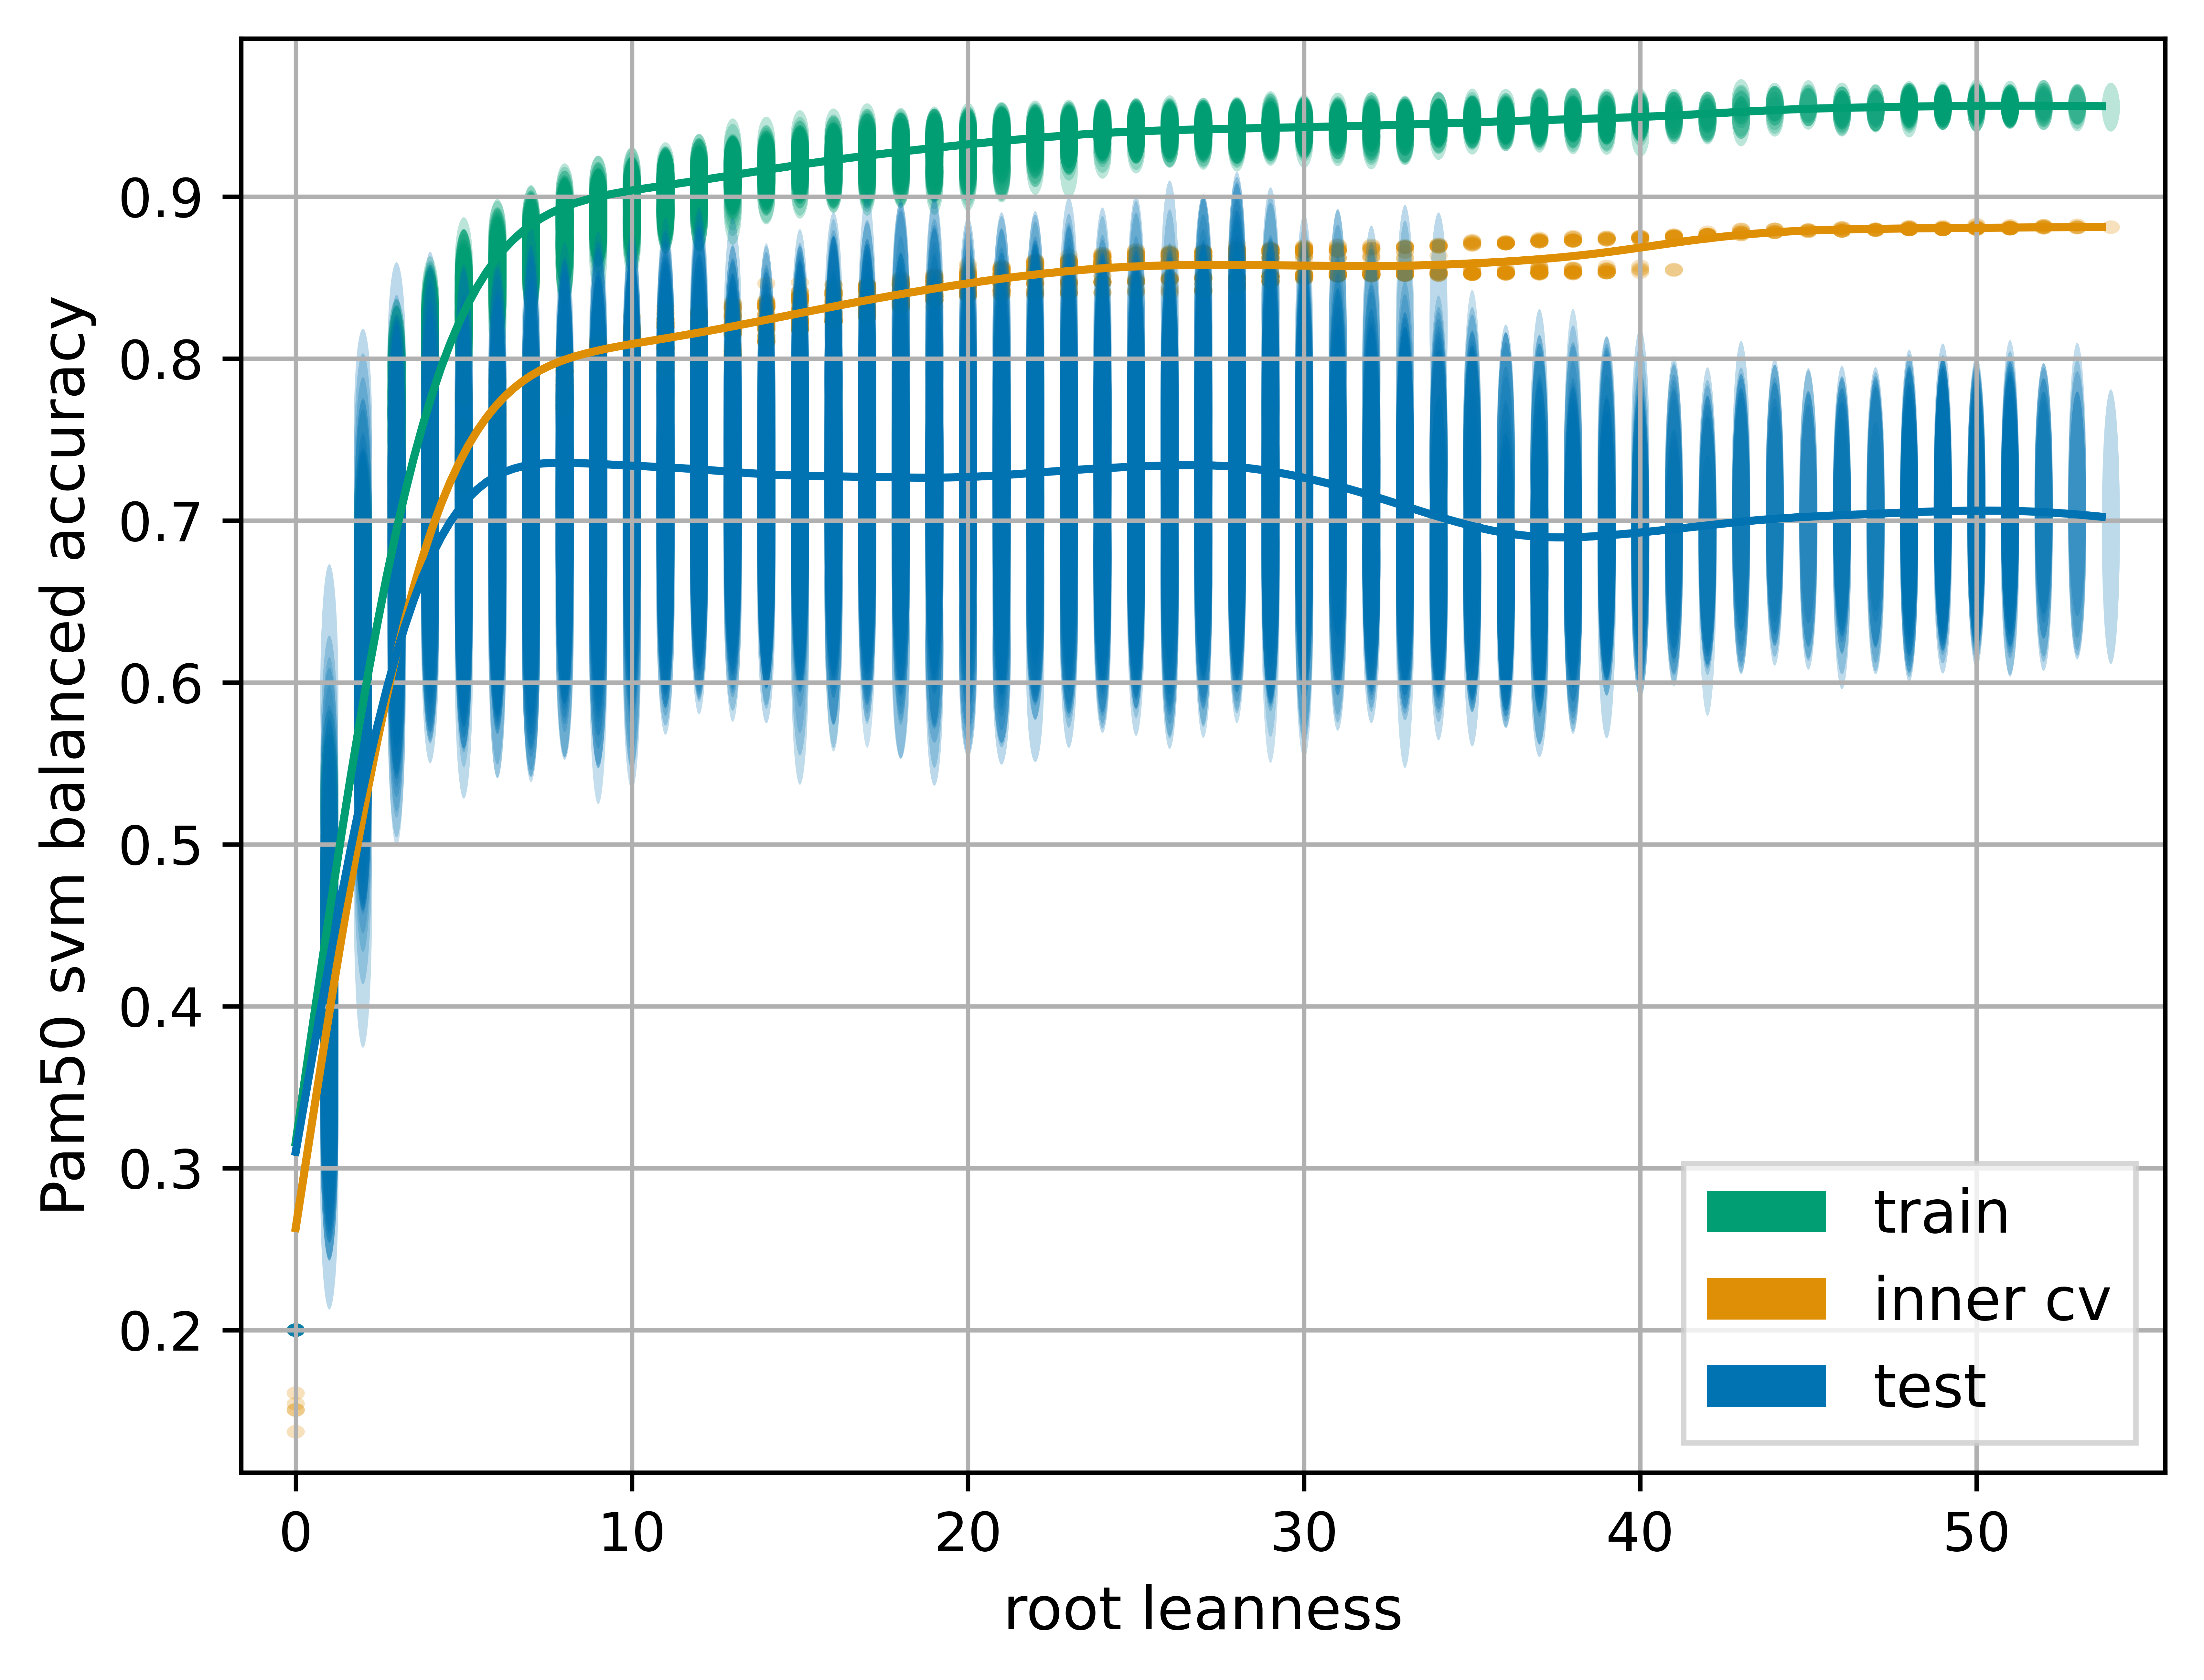 Pam50 svm balanced accuracy
0.9
0.8
0.7
0.6
0.5
0.4
0.3
0.2
0 10 20 30 40 50
root leanness
train
inner cv
test